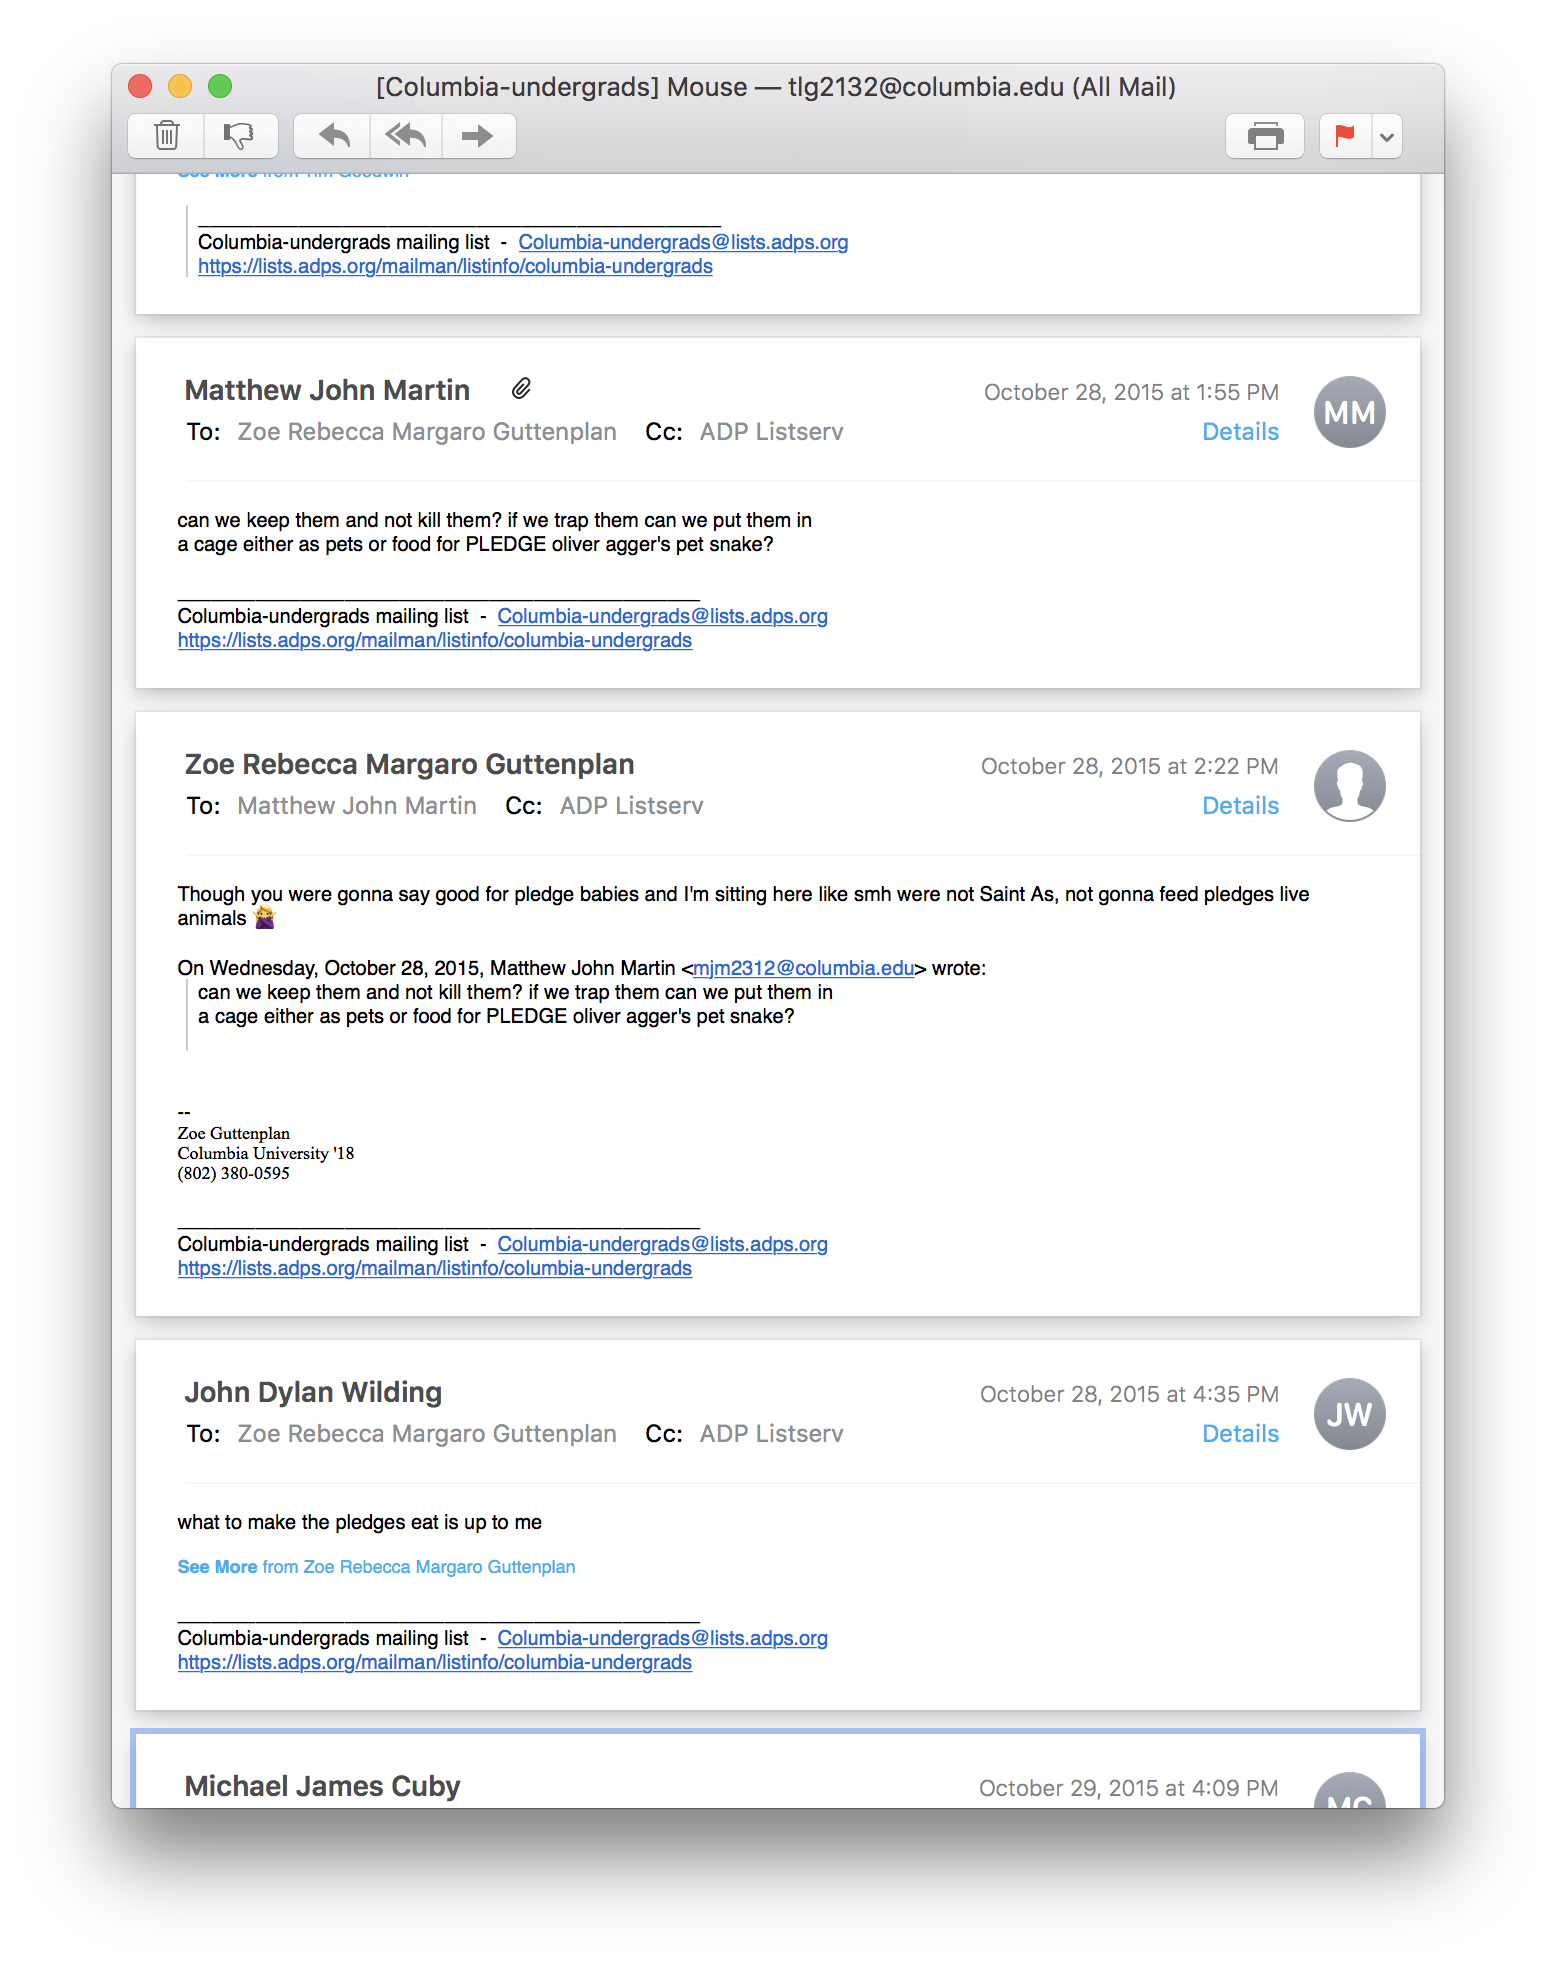 [Columbia-undergrads] Mouse — tlg2132@columbia.edu (All Mail)
See More from Tim Goodwin
Columbia-undergrads mailing list - Columbia-undergrads@lists.adps.org
https://lists.adps.org/mailman/listinfo/columbia-undergrads
Matthew John Martin
October 28, 2015 at 1:55 PM
MM
To: Zoe Rebecca Margaro Guttenplan Cc: ADP Listserv
Details
can we keep them and not kill them? if we trap them can we put them in
a cage either as pets or food for PLEDGE oliver agger's pet snake?
Columbia-undergrads mailing list - Columbia-undergrads@lists.adps.org
https://lists.adps.org/mailman/listinfo/columbia-undergrads
Zoe Rebecca Margaro Guttenplan
October 28, 2015 at 2:22 PM
To: Matthew John Martin Cc: ADP Listserv
Details
Though you were gonna say good for pledge babies and I'm sitting here like smh were not Saint As, not gonna feed pledges live
animals 🙅
On Wednesday, October 28, 2015, Matthew John Martin <mjm2312@columbia.edu> wrote:
can we keep them and not kill them? if we trap them can we put them in
a cage either as pets or food for PLEDGE oliver agger's pet snake?
--
Zoe Guttenplan
Columbia University '18
(802) 380-0595
Columbia-undergrads mailing list - Columbia-undergrads@lists.adps.org
https://lists.adps.org/mailman/listinfo/columbia-undergrads
John Dylan Wilding
October 28, 2015 at 4:35 PM
JW
To: Zoe Rebecca Margaro Guttenplan Cc: ADP Listserv
Details
what to make the pledges eat is up to me
See More from Zoe Rebecca Margaro Guttenplan
Columbia-undergrads mailing list - Columbia-undergrads@lists.adps.org
https://lists.adps.org/mailman/listinfo/columbia-undergrads
Michael James Cuby
October 29, 2015 at 4:09 PM
MC